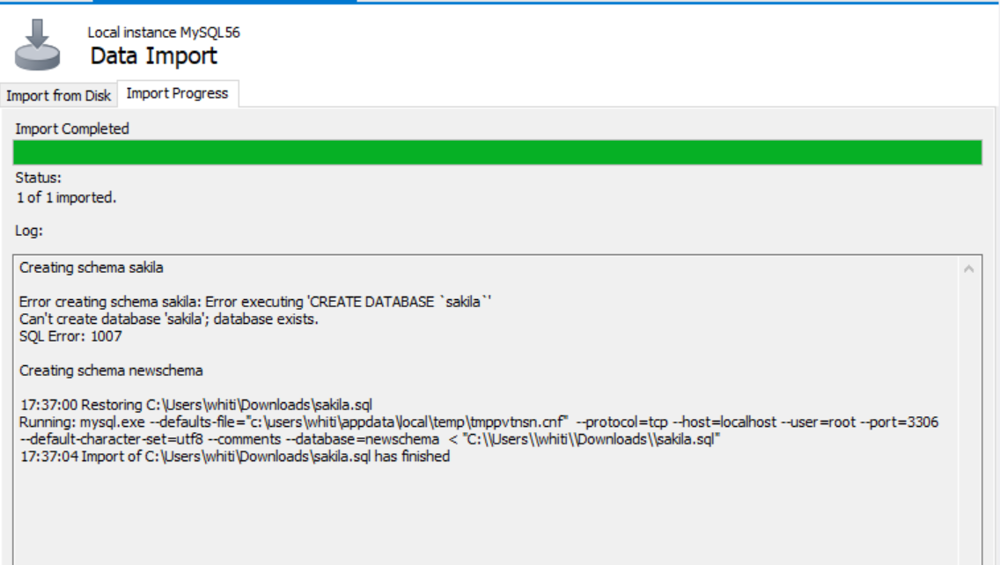 Local instance MySQL56
Data Import
Import from Disk
Import Progress
Import Completed
Status:
1 of 1 imported.
Log:
Creating schema sakila
Error creating schema sakila: Error executing 'CREATE DATABASE `sakila`'
Can't create database 'sakila'; database exists.
SQL Error: 1007
Creating schema newschema
17:37:00 Restoring C:\Users\whiti\Downloads\sakila.sql
Running: mysql.exe --defaults-file="c:\users\whiti\appdata\local\temp\tmppvtnsn.cnf"  --protocol=tcp --host=localhost --user=root --port=3306
--default-character-set=utf8 --comments --database=newschema  < "C:\\Users\\whiti\\Downloads\\sakila.sql"
17:37:04 Import of C:\Users\whiti\Downloads\sakila.sql has finished